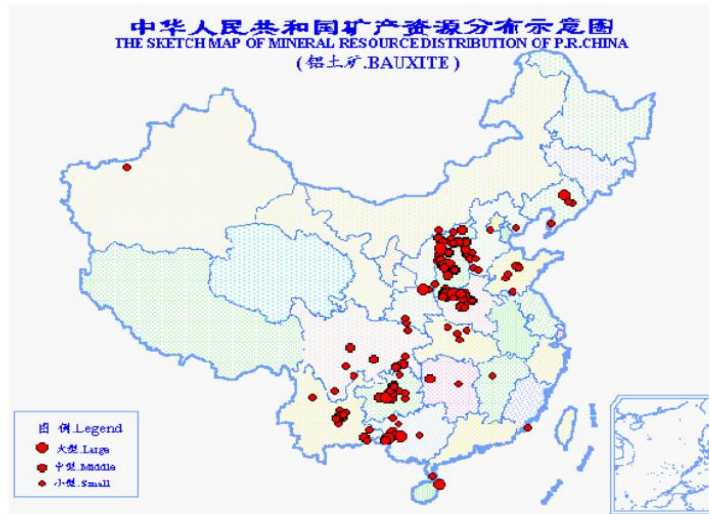 中华人民共和国矿产资源分布示意图
THE SKETCH MAP OF MINERAL RESOURCE DISTRIBUTION OF P.R.CHINA
(铝土矿.BAUXITE)
图 例.Legend
大型.Large
中型.Middle
小型.Small